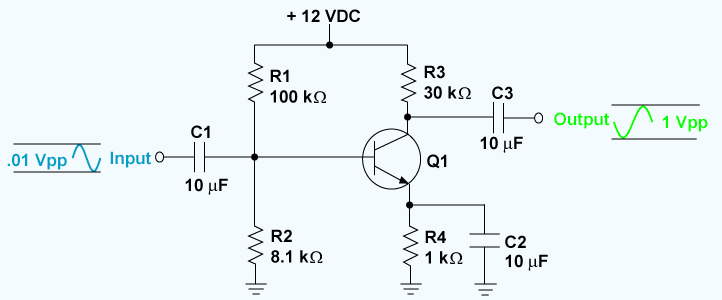 + 12 VDC
R1
100 kΩ
R3
30 kΩ
C3
10 µF
Output
1 Vpp
.01 Vpp
Input
C1
10 µF
Q1
R2
8.1 kΩ
R4
1 kΩ
C2
10 µF